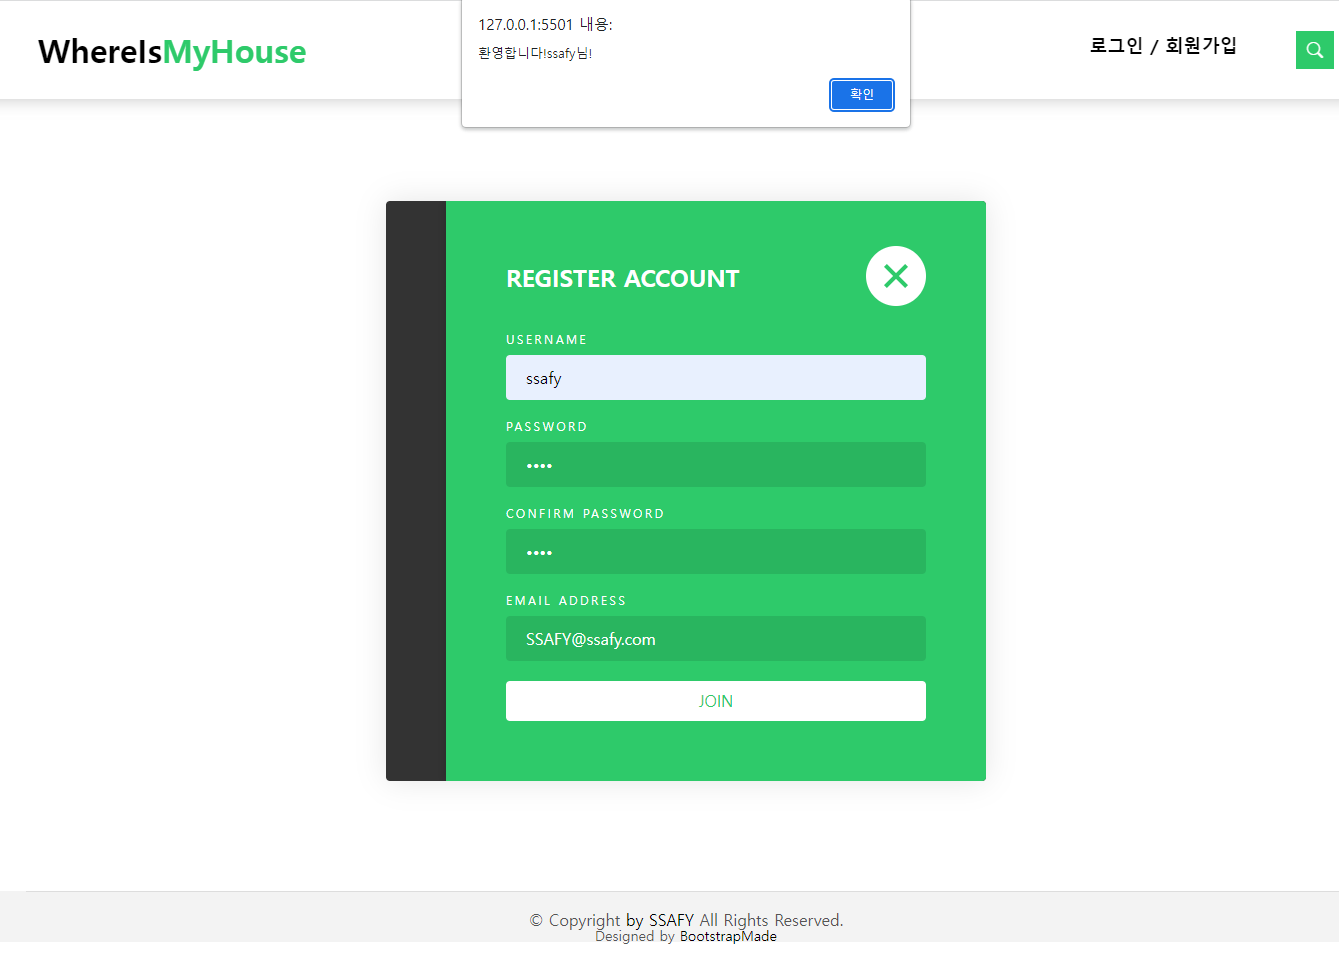 127.0.0.1:5501 내용:
환영합니다!ssafy님!
확인
WhereIsMyHouse
로그인 / 회원가입
REGISTER ACCOUNT
USERNAME
ssafy
PASSWORD
••••
CONFIRM PASSWORD
••••
EMAIL ADDRESS
SSAFY@ssafy.com
JOIN
© Copyright by SSAFY All Rights Reserved.
Designed by BootstrapMade